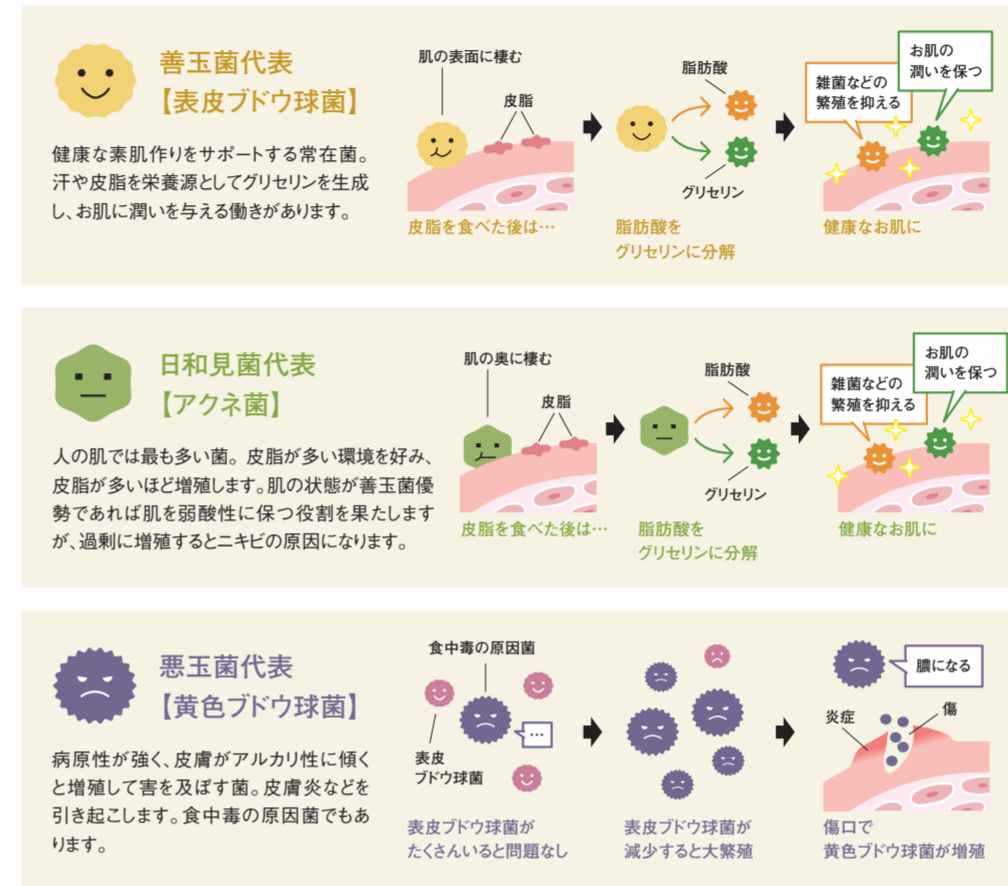 善玉菌代表
【表皮ブドウ球菌】
健康な素肌作りをサポートする常在菌。
汗や皮脂を栄養源としてグリセリンを生成
し、お肌に潤いを与える働きがあります。
肌の表面に棲む
皮脂
皮脂を食べた後は…
脂肪酸
グリセリン
脂肪酸を
グリセリンに分解
雑菌などの
繁殖を抑える
お肌の
潤いを保つ
健康なお肌に
日和見菌代表
【アクネ菌】
人の肌では最も多い菌。皮脂が多い環境を好み、
皮脂が多いほど増殖します。肌の状態が善玉菌優
勢であれば肌を弱酸性に保つ役割を果たします
が、過剰に増殖するとニキビの原因になります。
肌の奥に棲む
皮脂
皮脂を食べた後は…
脂肪酸
グリセリン
脂肪酸を
グリセリンに分解
雑菌などの
繁殖を抑える
お肌の
潤いを保つ
健康なお肌に
悪玉菌代表
【黄色ブドウ球菌】
病原性が強く、皮膚がアルカリ性に傾く
と増殖して害を及ぼす菌。皮膚炎などを
引き起こします。食中毒の原因菌でもあ
ります。
食中毒の原因菌
…
表皮
ブドウ球菌
表皮ブドウ球菌が
たくさんいると問題なし
表皮ブドウ球菌が
減少すると大繁殖
膿になる
炎症
傷
傷口で
黄色ブドウ球菌が増殖